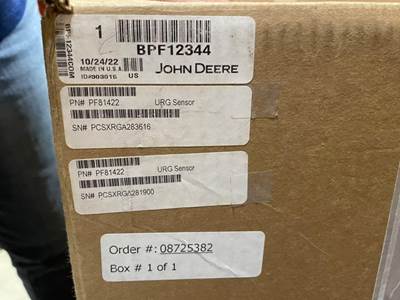 1
BPF12344
10/24/22
MADE IN U.S.A.
US
JOHN DEERE
PN# PF81422 URG Sensor
SN# PCSXRGA283616
PN# PF81422 URG Sensor
SN# PCSXRGA281900
Order #: 08725382
Box # 1 of 1